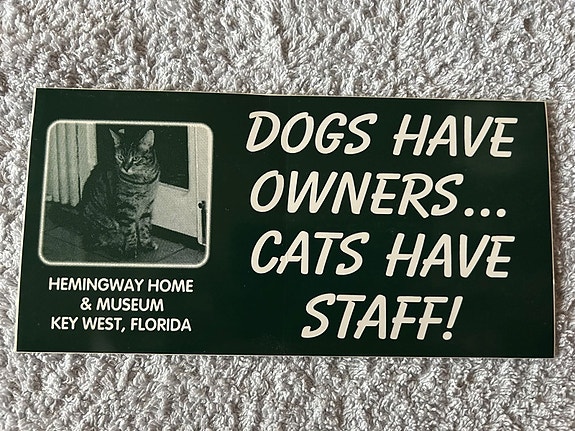 DOGS HAVE
OWNERS...
CATS HAVE
STAFF!
HEMINGWAY HOME
& MUSEUM
KEY WEST, FLORIDA